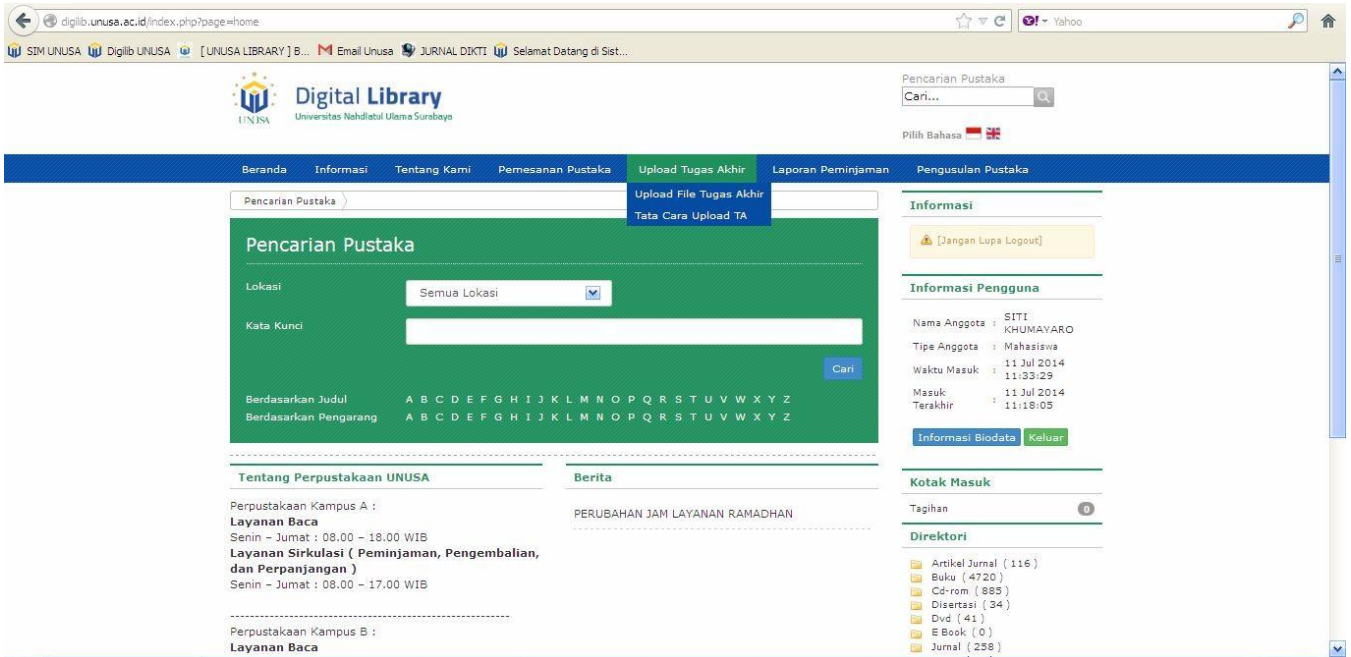 digilib.unusa.ac.id/index.php?page=home
Yahoo
SIM UNUSA Digilib UNUSA [ UNUSA LIBRARY ] B... Email Unusa JURNAL DIKTI Selamat Datang di Sist...
UNUSA
Digital Library
Universitas Nahdlatul Ulama Surabaya
Pencarian Pustaka
Cari...
Pilih Bahasa
Beranda Informasi Tentang Kami Pemesanan Pustaka Upload Tugas Akhir Laporan Peminjaman Pengusulan Pustaka
Upload File Tugas Akhir
Tata Cara Upload TA
Pencarian Pustaka
Pencarian Pustaka
Lokasi Semua Lokasi
Kata Kunci
Cari
Berdasarkan Judul A B C D E F G H I J K L M N O P Q R S T U V W X Y Z
Berdasarkan Pengarang A B C D E F G H I J K L M N O P Q R S T U V W X Y Z
Tentang Perpustakaan UNUSA
Perpustakaan Kampus A :
Layanan Baca
Senin - Jumat : 08.00 - 18.00 WIB
Layanan Sirkulasi ( Peminjaman, Pengembalian,
dan Perpanjangan )
Senin - Jumat : 08.00 - 17.00 WIB
Perpustakaan Kampus B :
Layanan Baca
Berita
PERUBAHAN JAM LAYANAN RAMADHAN
Informasi
[Jangan Lupa Logout]
Informasi Pengguna
Nama Anggota : SITI
KHUMAYARO
Tipe Anggota : Mahasiswa
Waktu Masuk : 11 Jul 2014
11:33:29
Masuk
Terakhir : 11 Jul 2014
11:18:05
Informasi Biodata Keluar
Kotak Masuk
Tagihan 0
Direktori
Artikel Jurnal ( 116 )
Buku ( 4720 )
Cd-rom ( 885 )
Disertasi ( 34 )
Dvd ( 41 )
E Book ( 0 )
Jurnal ( 258 )